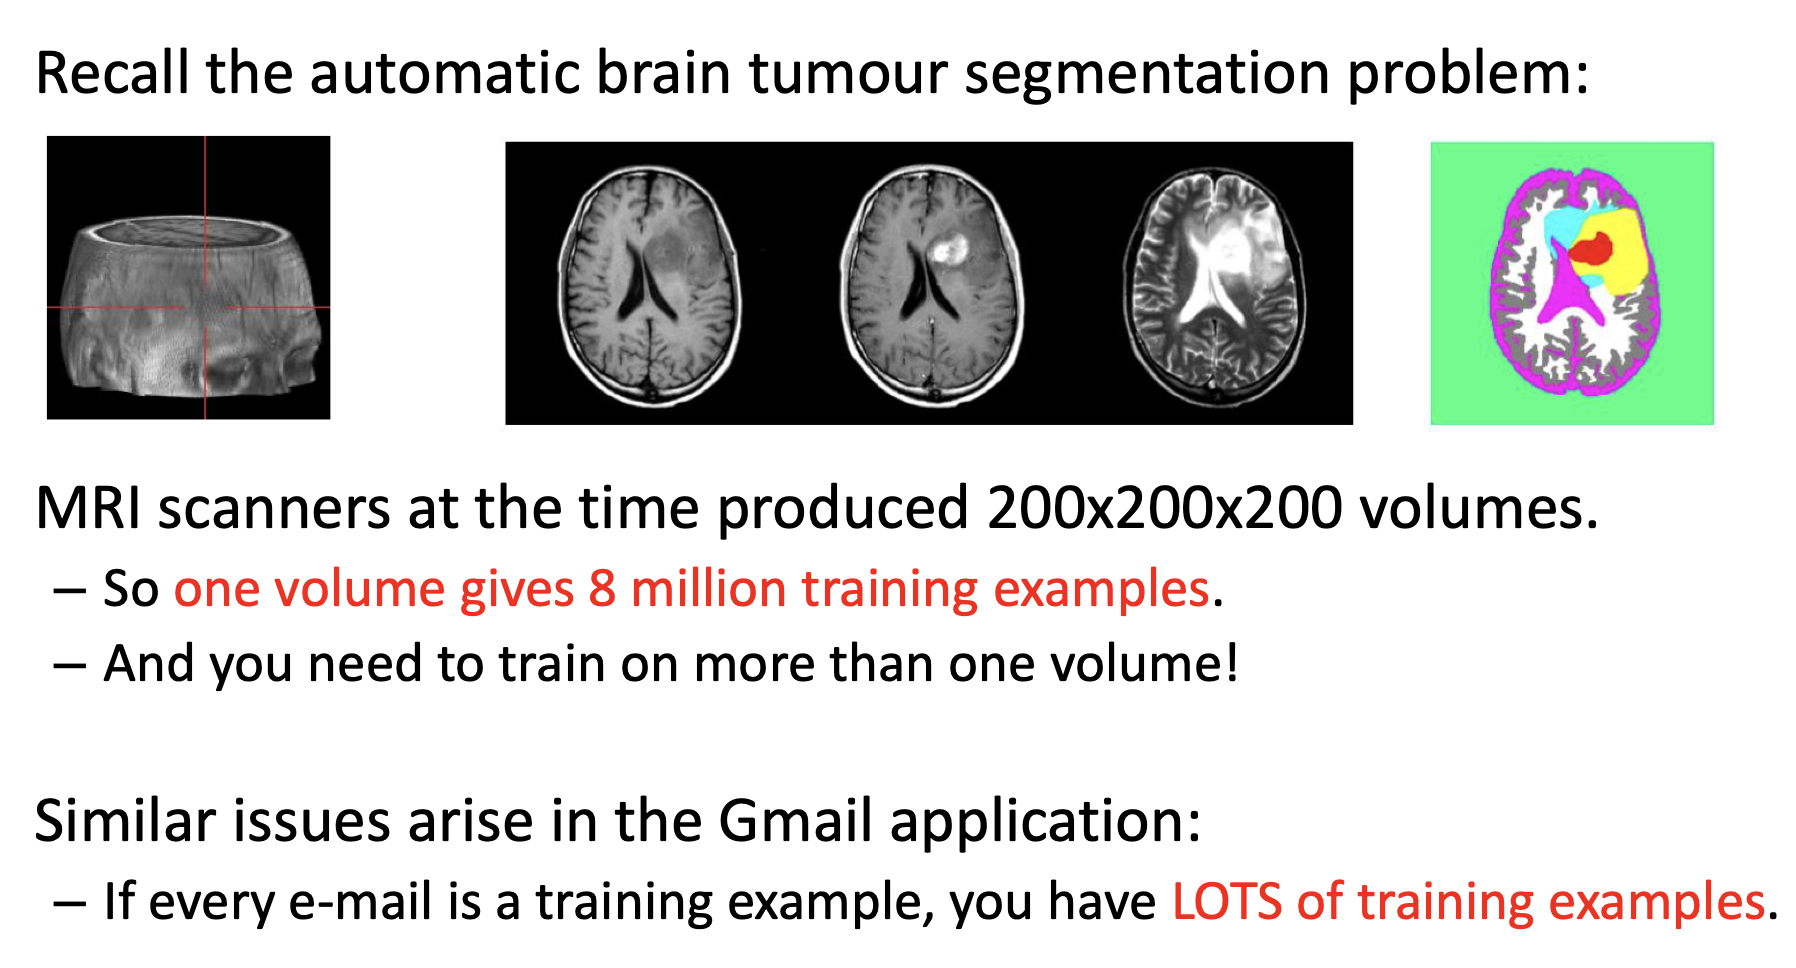 Recall the automatic brain tumour segmentation problem:
MRI scanners at the time produced 200x200x200 volumes.
– So one volume gives 8 million training examples.
– And you need to train on more than one volume!
Similar issues arise in the Gmail application:
– If every e-mail is a training example, you have LOTS of training examples.